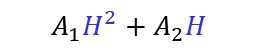 A₁H² + A₂H